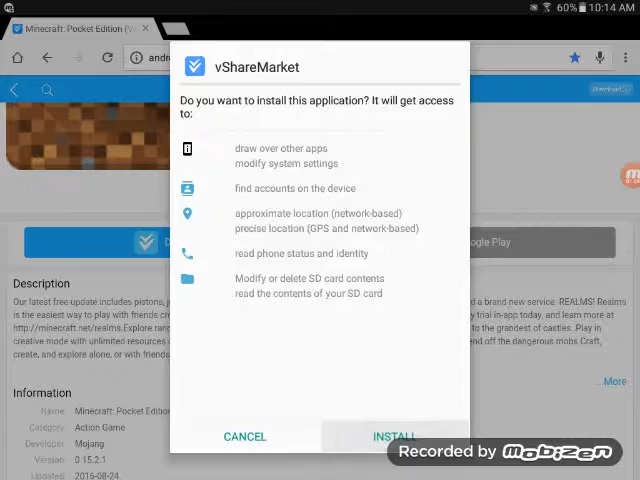 60% 10:14 AM
Minecraft: Pocket Edition (V
andr
vShareMarket
Download
Do you want to install this application? It will get access
to:
draw over other apps
modify system settings
find accounts on the device
approximate location (network-based)
precise location (GPS and network-based)
read phone status and identity
Modify or delete SD card contents
read the contents of your SD card
D
ogle Play
Description
Our latest free update includes pistons, j
d a brand new service: REALMS! Realms
is the easiest way to play with friends cr
y trial in-app today, and learn more at
http://minecraft.net/realms.Explore ran
to the grandest of castles. Play in
creative mode with unlimited resources
end off the dangerous mobs Craft,
create, and explore alone, or with friends
...More
Information
Name: Minecraft: Pocket Edition
Category: Action Game
Developer: Mojang
Version: 0.15.2.1
Updated: 2016-08-24
CANCEL
INSTALL
Recorded by Mobizen